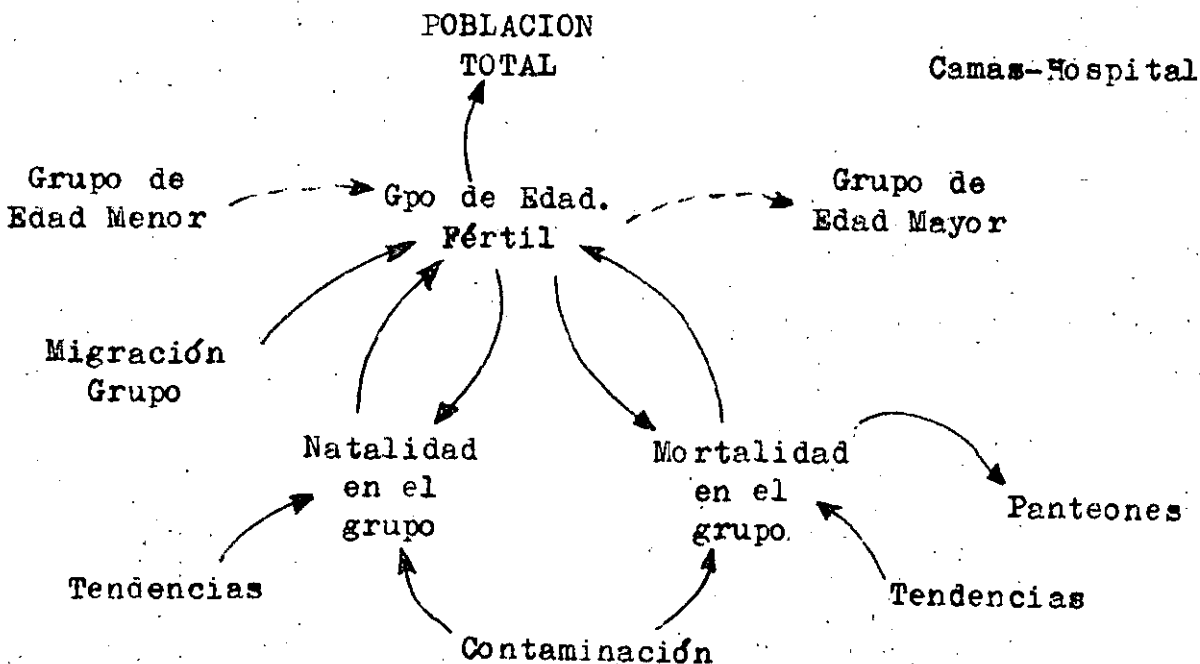 POBLACION
TOTAL
Camas-Hospital
Grupo de
Edad Menor
Gpo de Edad.
Fértil
Grupo de
Edad Mayor
Migración
Grupo
Natalidad
en el
grupo
Mortalidad
en el
grupo.
Panteones
Tendencias
Tendencias
Contaminación